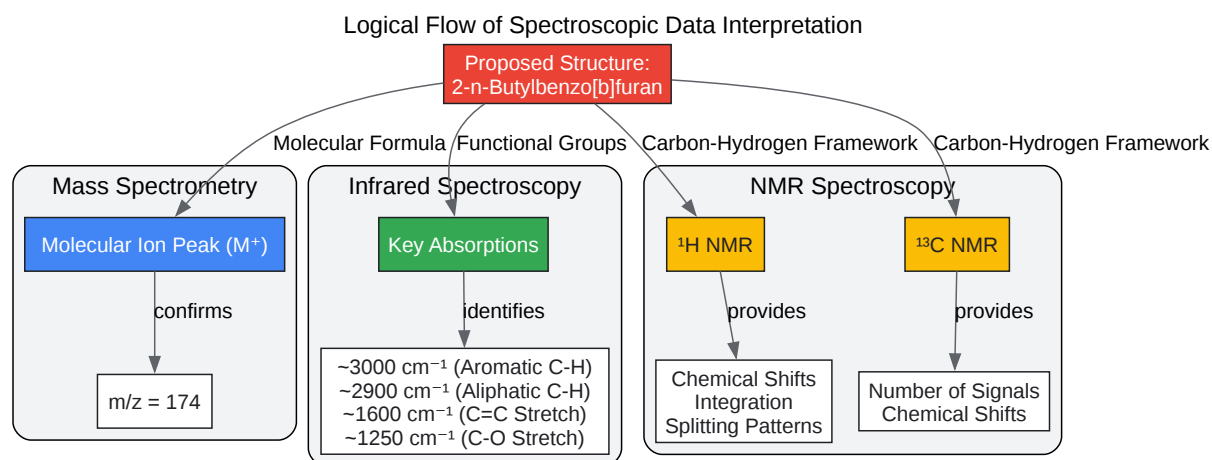 Logical Flow of Spectroscopic Data Interpretation
Proposed Structure:
2-n-Butylbenzo[b]furan
Molecular Formula
Functional Groups
Carbon-Hydrogen Framework
Carbon-Hydrogen Framework
Mass Spectrometry
Molecular Ion Peak (M⁺)
confirms
m/z = 174
Infrared Spectroscopy
Key Absorptions
identifies
~3000 cm⁻¹ (Aromatic C-H)
~2900 cm⁻¹ (Aliphatic C-H)
~1600 cm⁻¹ (C=C Stretch)
~1250 cm⁻¹ (C-O Stretch)
NMR Spectroscopy
¹H NMR
provides
Chemical Shifts
Integration
Splitting Patterns
¹³C NMR
provides
Number of Signals
Chemical Shifts